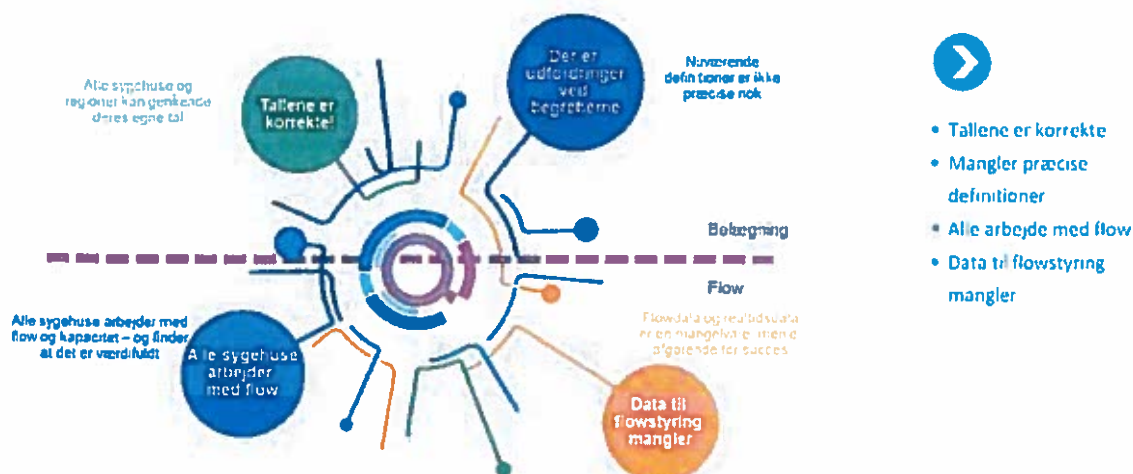 Alle sygehuse og
regioner kan genkende
deres egne tal
Tallene er
korrekte!
Der er
udfordringer
ved
begreberne
Nuværende
definitioner er ikke
præcise nok
Belægning
Flow
Alle sygehuse arbejder med
flow og kapacitet – og finder
at det er værdifuldt
Alle sygehuse
arbejder
med flow
Flowdata og realtidsdata
er en mangelvare
afgørende for succes
Data til
flowstyring
mangler
• Tallene er korrekte
• Mangler præcise
definitioner
• Alle arbejde med flow
• Data til flowstyring
mangler